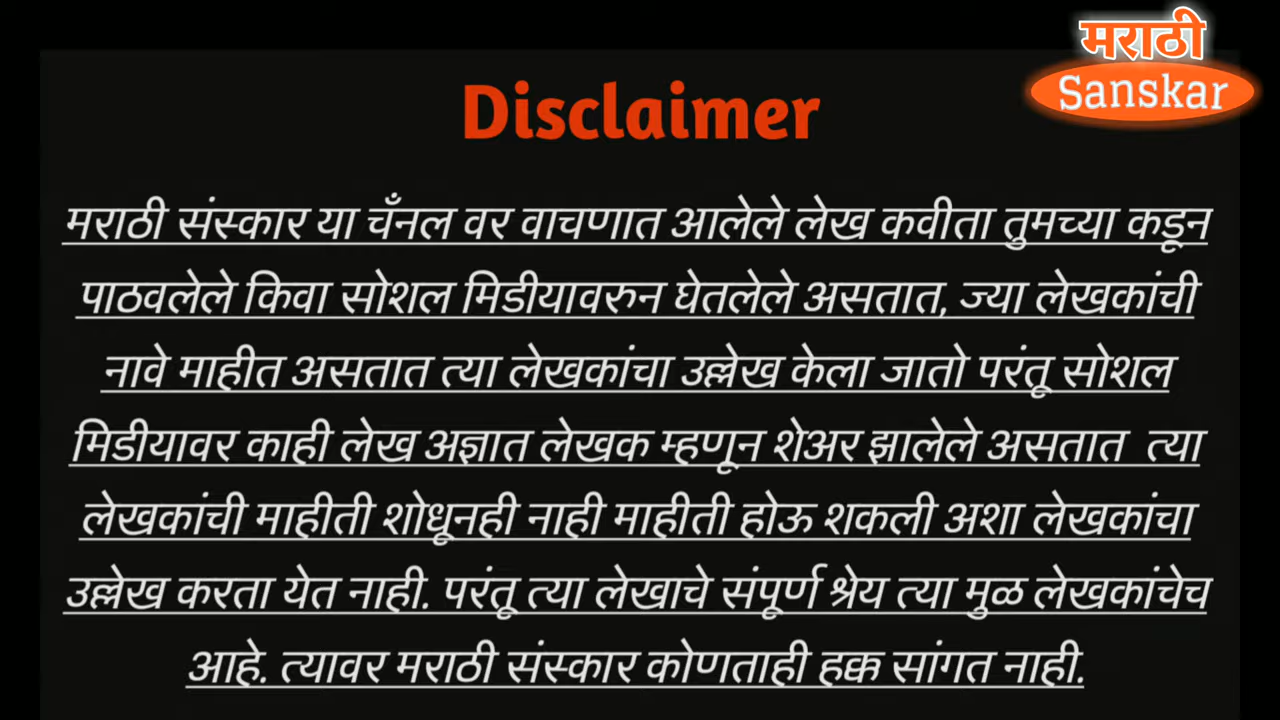 मराठी
Sanskar
Disclaimer
मराठी संस्कार या चँनल वर वाचणात आलेले लेख कवीता तुमच्या कडून
पाठवलेले किवा सोशल मिडीयावरुन घेतलेले असतात, ज्या लेखकांची
नावे माहीत असतात त्या लेखकांचा उल्लेख केला जातो परंतू सोशल
मिडीयावर काही लेख अज्ञात लेखक म्हणून शेअर झालेले असतात त्या
लेखकांची माहीती शोधूनही नाही माहीती होऊ शकली अशा लेखकांचा
उल्लेख करता येत नाही. परंतू त्या लेखाचे संपूर्ण श्रेय त्या मुळ लेखकांचेच
आहे. त्यावर मराठी संस्कार कोणताही हक्क सांगत नाही.